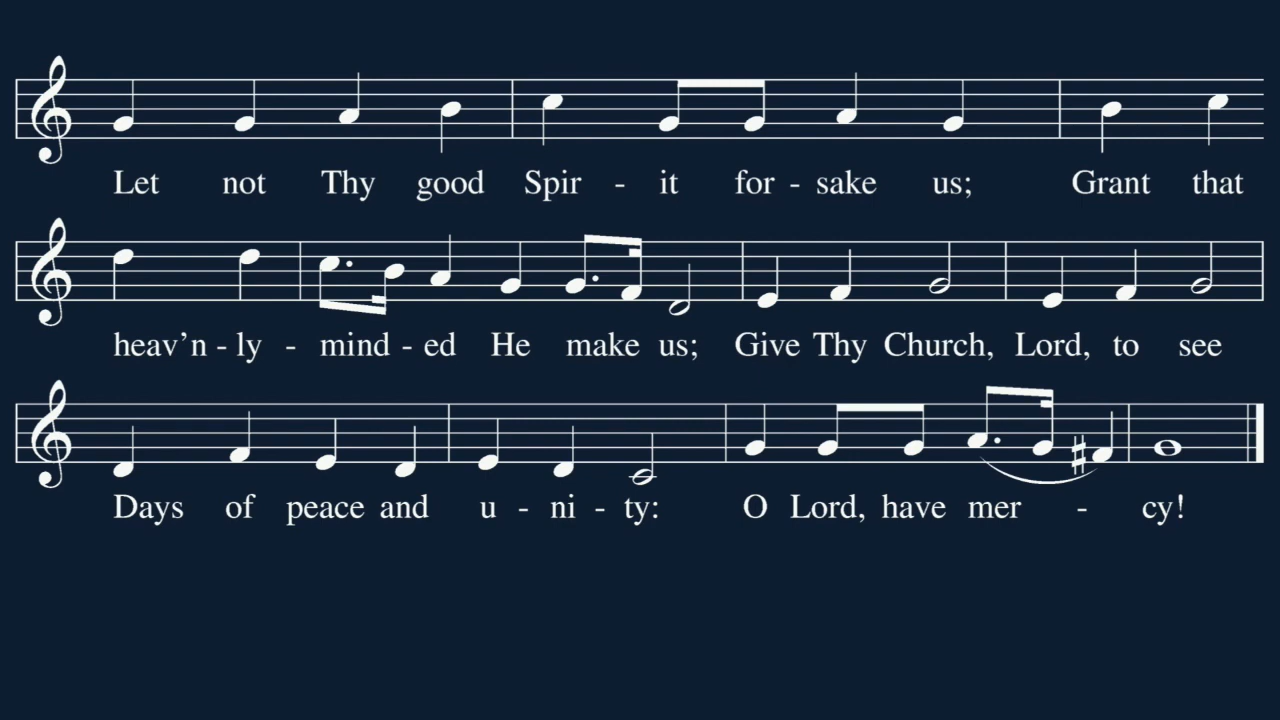 Let not Thy good Spir - it for - sake us; Grant that
heav'n - ly - mind - ed He make us; Give Thy Church, Lord, to see
Days of peace and u - ni - ty: O Lord, have mer - cy!